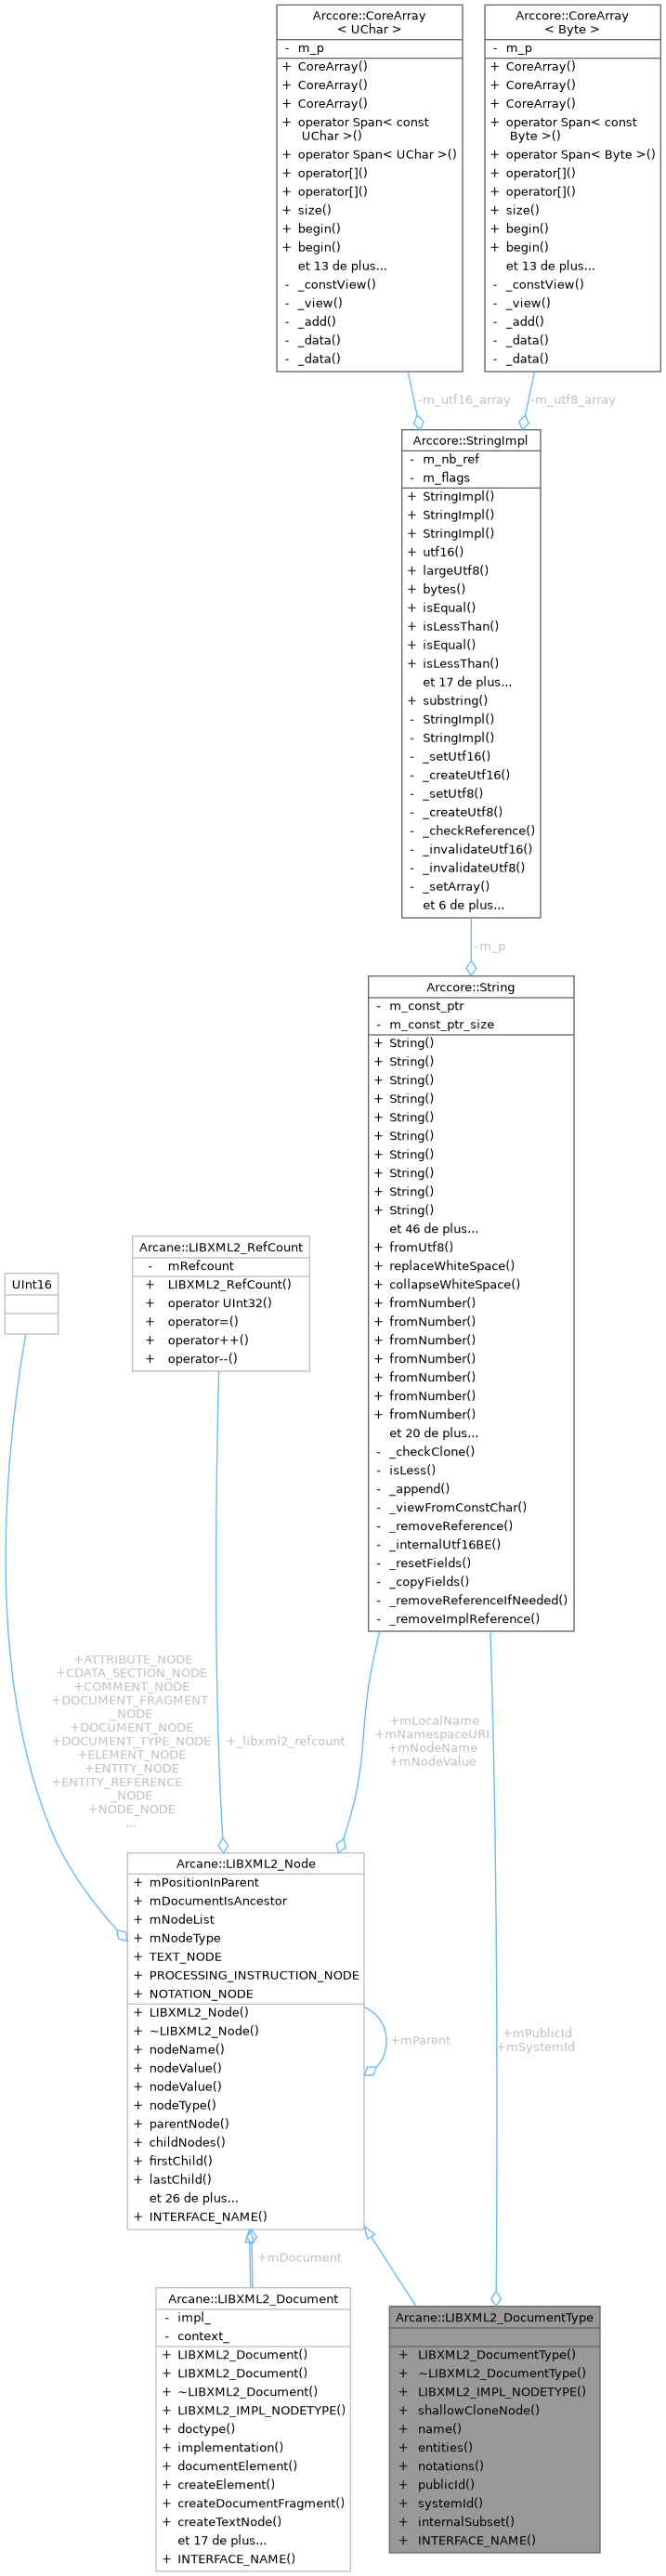 Arccore::CoreArray
< UChar >
- m_p
+ CoreArray()
+ CoreArray()
+ CoreArray()
+ operator Span< const
UChar >()
+ operator Span< UChar >()
+ operator[]()
+ operator[]()
+ size()
+ begin()
+ begin()
et 13 de plus...
- _constView()
- _view()
- _add()
- _data()
- _data()
Arccore::CoreArray
< Byte >
- m_p
+ CoreArray()
+ CoreArray()
+ CoreArray()
+ operator Span< const
Byte >()
+ operator Span< Byte >()
+ operator[]()
+ operator[]()
+ size()
+ begin()
+ begin()
et 13 de plus...
- _constView()
- _view()
- _add()
- _data()
- _data()
-m_utf16_array
-m_utf8_array
Arccore::StringImpl
- m_nb_ref
- m_flags
+ StringImpl()
+ StringImpl()
+ StringImpl()
+ utf16()
+ largeUtf8()
+ bytes()
+ isEqual()
+ isLessThan()
+ isEqual()
+ isLessThan()
et 17 de plus...
+ substring()
- StringImpl()
- StringImpl()
- _setUtf16()
- _createUtf16()
- _setUtf8()
- _createUtf8()
- _checkReference()
- _invalidateUtf16()
- _invalidateUtf8()
- _setArray()
et 6 de plus...
-m_p
Arccore::String
- m_const_ptr
- m_const_ptr_size
+ String()
+ String()
+ String()
+ String()
+ String()
+ String()
+ String()
+ String()
+ String()
+ String()
et 46 de plus...
+ fromUtf8()
+ replaceWhiteSpace()
+ collapseWhiteSpace()
+ fromNumber()
+ fromNumber()
+ fromNumber()
+ fromNumber()
+ fromNumber()
+ fromNumber()
+ fromNumber()
et 20 de plus...
- _checkClone()
- isLess()
- _append()
- _viewFromConstChar()
- _removeReference()
- _internalUtf16BE()
- _resetFields()
- _copyFields()
- _removeReferenceIfNeeded()
- _removeImplReference()
Arcane::LIBXML2_RefCount
- mRefcount
+ LIBXML2_RefCount()
+ operator UInt32()
+ operator=()
+ operator++()
+ operator--()
UInt16
+ATTRIBUTE_NODE
+CDATA_SECTION_NODE
+COMMENT_NODE
+DOCUMENT_FRAGMENT
_NODE
+DOCUMENT_NODE
+DOCUMENT_TYPE_NODE
+ELEMENT_NODE
+ENTITY_NODE
+ENTITY_REFERENCE
_NODE
+NODE_NODE
...
+_libxml2_refcount
+mLocalName
+mNamespaceURI
+mNodeName
+mNodeValue
Arcane::LIBXML2_Node
+ mPositionInParent
+ mDocumentIsAncestor
+ mNodeList
+ mNodeType
+ TEXT_NODE
+ PROCESSING_INSTRUCTION_NODE
+ NOTATION_NODE
+ LIBXML2_Node()
+ ~LIBXML2_Node()
+ nodeName()
+ nodeValue()
+ nodeValue()
+ nodeType()
+ parentNode()
+ childNodes()
+ firstChild()
+ lastChild()
et 26 de plus...
+ INTERFACE_NAME()
+mParent
+mPublicId
+mSystemId
+mDocument
Arcane::LIBXML2_Document
- impl_
- context_
+ LIBXML2_Document()
+ LIBXML2_Document()
+ ~LIBXML2_Document()
+ LIBXML2_IMPL_NODETYPE()
+ doctype()
+ implementation()
+ documentElement()
+ createElement()
+ createDocumentFragment()
+ createTextNode()
et 17 de plus...
+ INTERFACE_NAME()
Arcane::LIBXML2_DocumentType
+ LIBXML2_DocumentType()
+ ~LIBXML2_DocumentType()
+ LIBXML2_IMPL_NODETYPE()
+ shallowCloneNode()
+ name()
+ entities()
+ notations()
+ publicId()
+ systemId()
+ internalSubset()
+ INTERFACE_NAME()